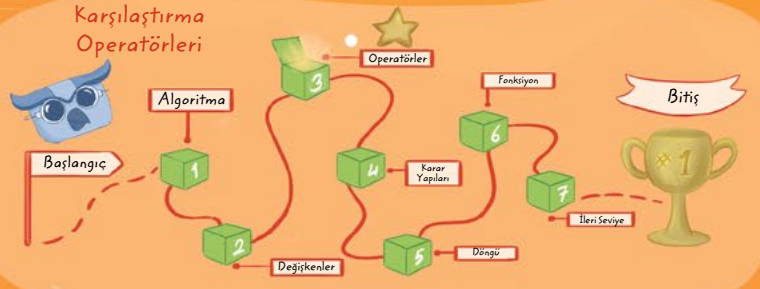 Karşılaştırma
Operatörleri
Başlangıç
Algoritma
1
2
Değişkenler
3
Operatörler
4
Karar
Yapıları
5
Döngü
6
Fonksiyon
7
İleri Seviye
Bitiş
#1